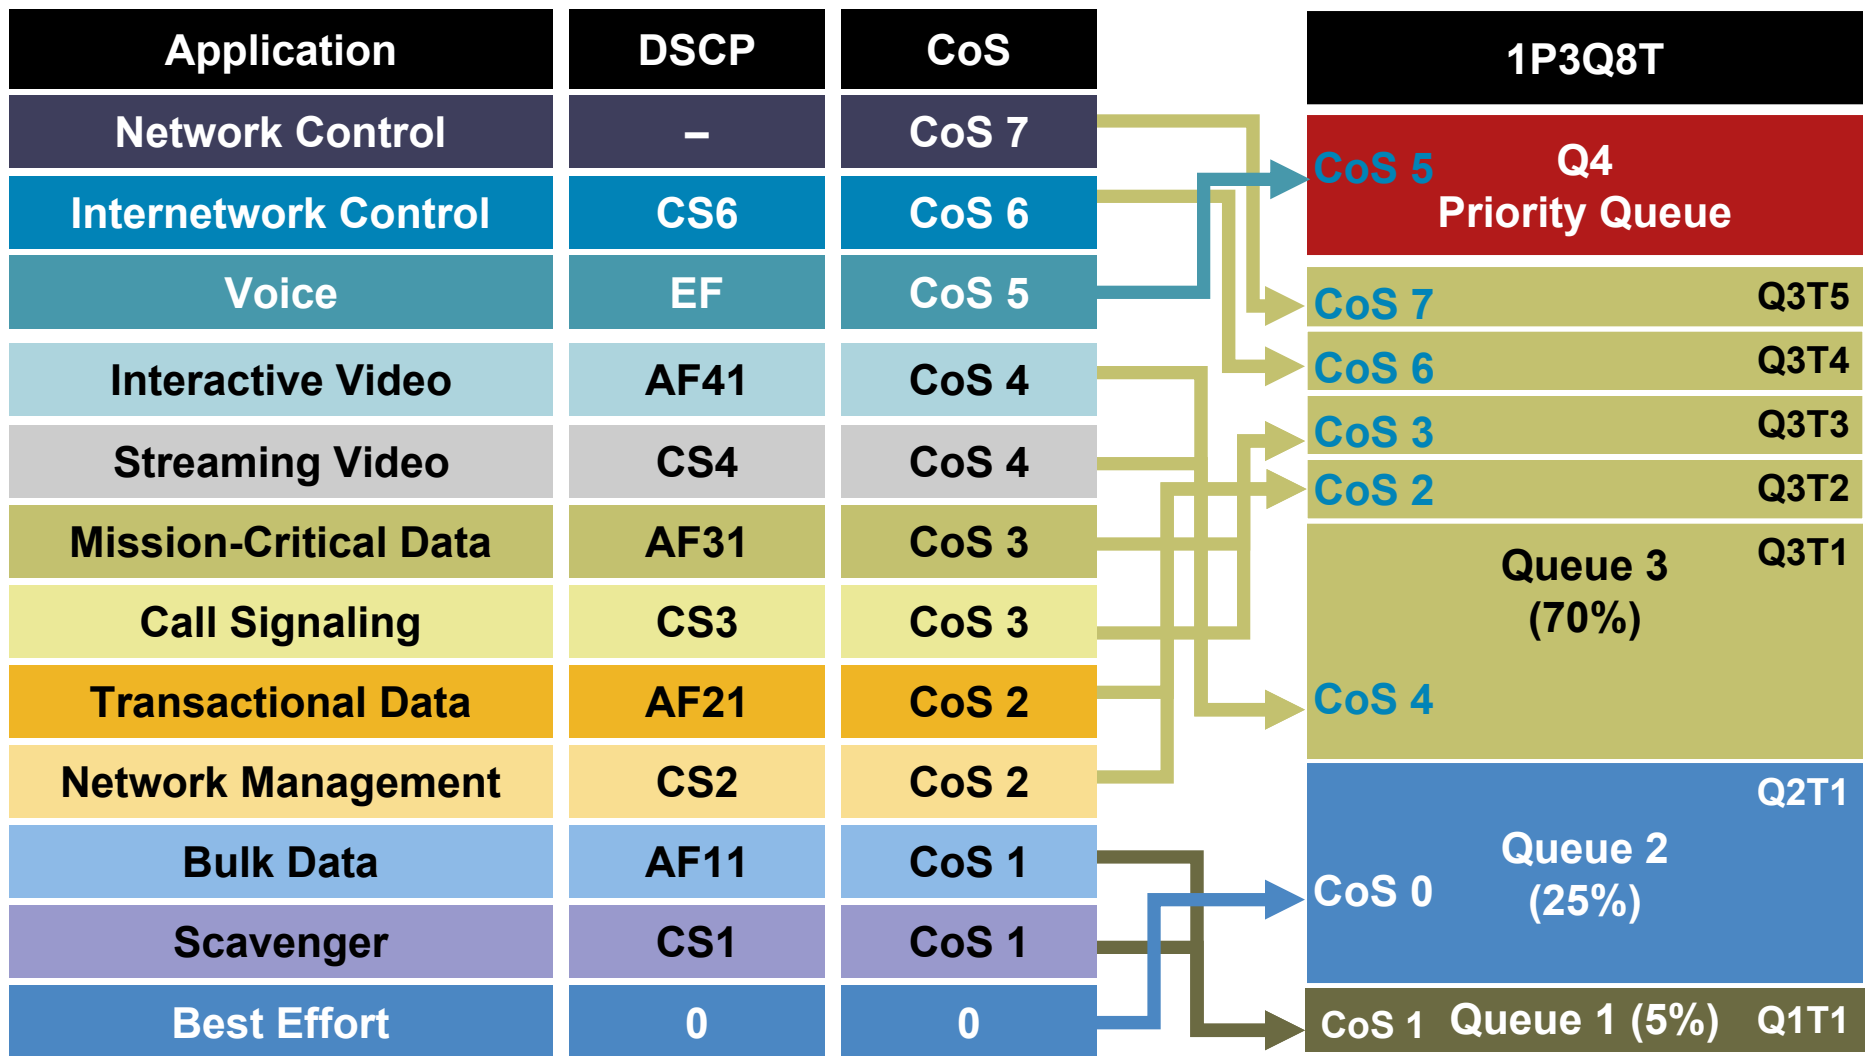 Application DSCP CoS
Network Control – CoS 7
Internetwork Control CS6 CoS 6
Voice EF CoS 5
Interactive Video AF41 CoS 4
Streaming Video CS4 CoS 4
Mission-Critical Data AF31 CoS 3
Call Signaling CS3 CoS 3
Transactional Data AF21 CoS 2
Network Management CS2 CoS 2
Bulk Data AF11 CoS 1
Scavenger CS1 CoS 1
Best Effort 0 0
1P3Q8T
CoS 5 Q4
Priority Queue
CoS 7 Q3T5
CoS 6 Q3T4
CoS 3 Q3T3
CoS 2 Q3T2
Q3T1
Queue 3
(70%)
CoS 4
Q2T1
Queue 2
CoS 0 (25%)
CoS 1 Queue 1 (5%) Q1T1